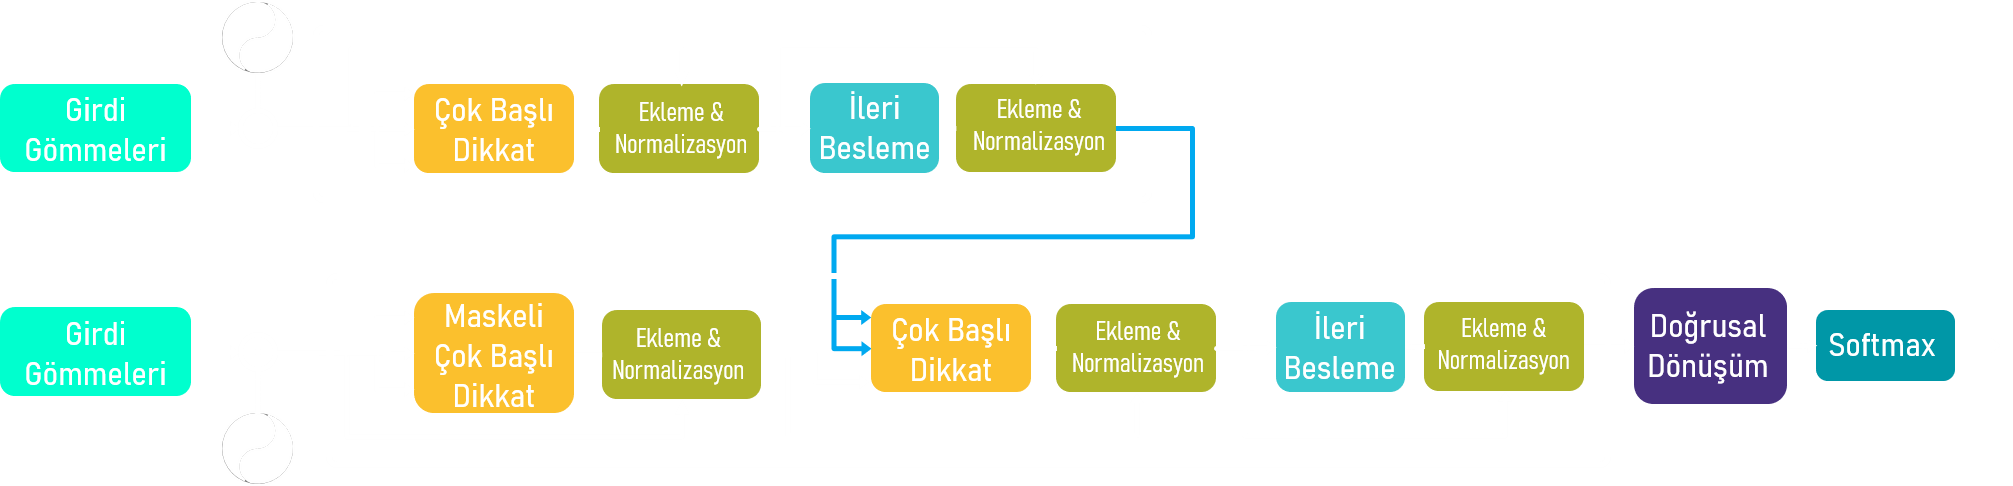 Girdi
Gömmeleri
Çok Başlı
Dikkat
Ekleme &
Normalizasyon
İleri
Besleme
Ekleme &
Normalizasyon
Girdi
Gömmeleri
Maskeli
Çok Başlı
Dikkat
Ekleme &
Normalizasyon
Çok Başlı
Dikkat
Ekleme &
Normalizasyon
İleri
Besleme
Ekleme &
Normalizasyon
Doğrusal
Dönüşüm
Softmax